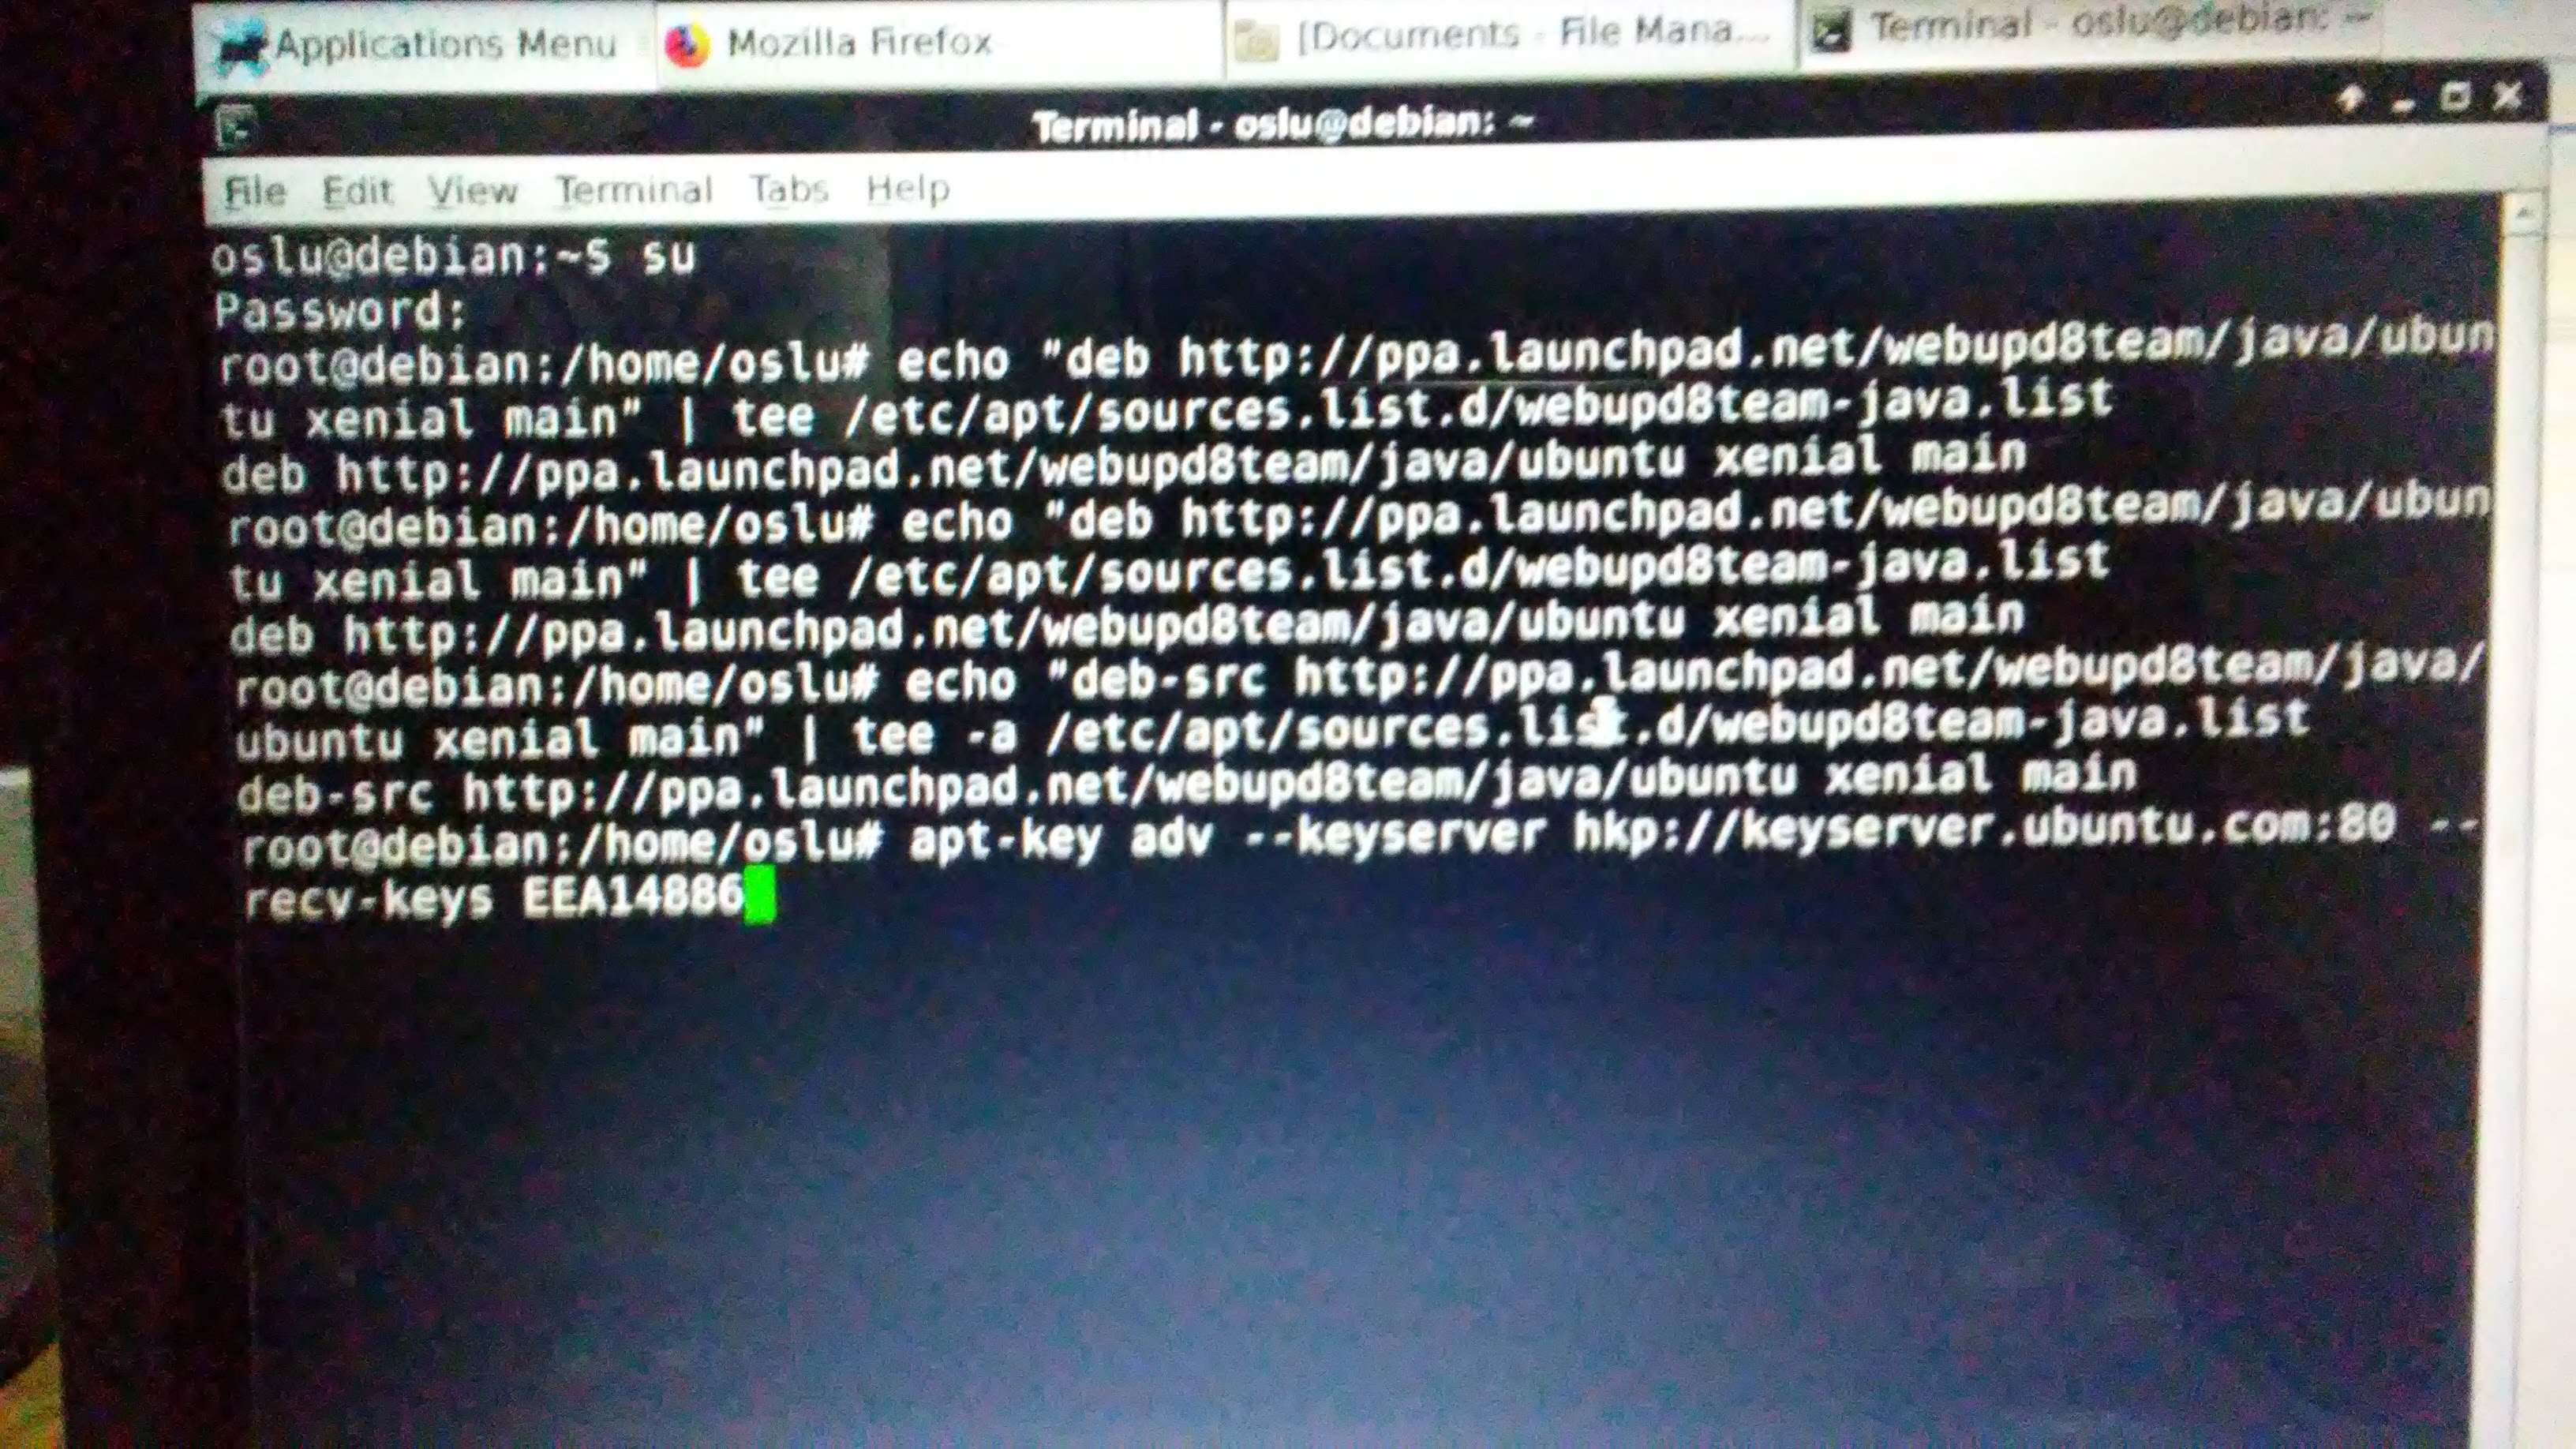 Applications Menu
Mozilla Firefox
[Documents - File Mana...
Terminal - oslu@debian: ~
Terminal - oslu@debian: ~
File Edit View Terminal Tabs Help
oslu@debian:~$ su
Password:
root@debian:/home/oslu# echo "deb http://ppa.launchpad.net/webupd8team/java/ubun
tu xenial main" | tee /etc/apt/sources.list.d/webupd8team-java.list
deb http://ppa.launchpad.net/webupd8team/java/ubuntu xenial main
root@debian:/home/oslu# echo "deb http://ppa.launchpad.net/webupd8team/java/ubun
tu xenial main" | tee /etc/apt/sources.list.d/webupd8team-java.list
deb http://ppa.launchpad.net/webupd8team/java/ubuntu xenial main
root@debian:/home/oslu# echo "deb-src http://ppa.launchpad.net/webupd8team/java/
ubuntu xenial main" | tee -a /etc/apt/sources.list.d/webupd8team-java.list
deb-src http://ppa.launchpad.net/webupd8team/java/ubuntu xenial main
root@debian:/home/oslu# apt-key adv --keyserver hkp://keyserver.ubuntu.com:80 --
recv-keys EEA14886